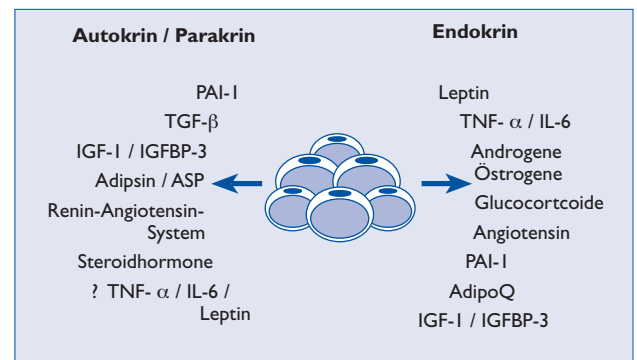 Autokrin / Parakrin
PAI-1
TGF-β
IGF-1 / IGFBP-3
Adipsin / ASP
Renin-Angiotensin-
System
Steroidhormone
? TNF- α / IL-6 /
Leptin
Endokrin
Leptin
TNF- α / IL-6
Androgene
Östrogene
Glucocortcoide
Angiotensin
PAI-1
AdipoQ
IGF-1 / IGFBP-3